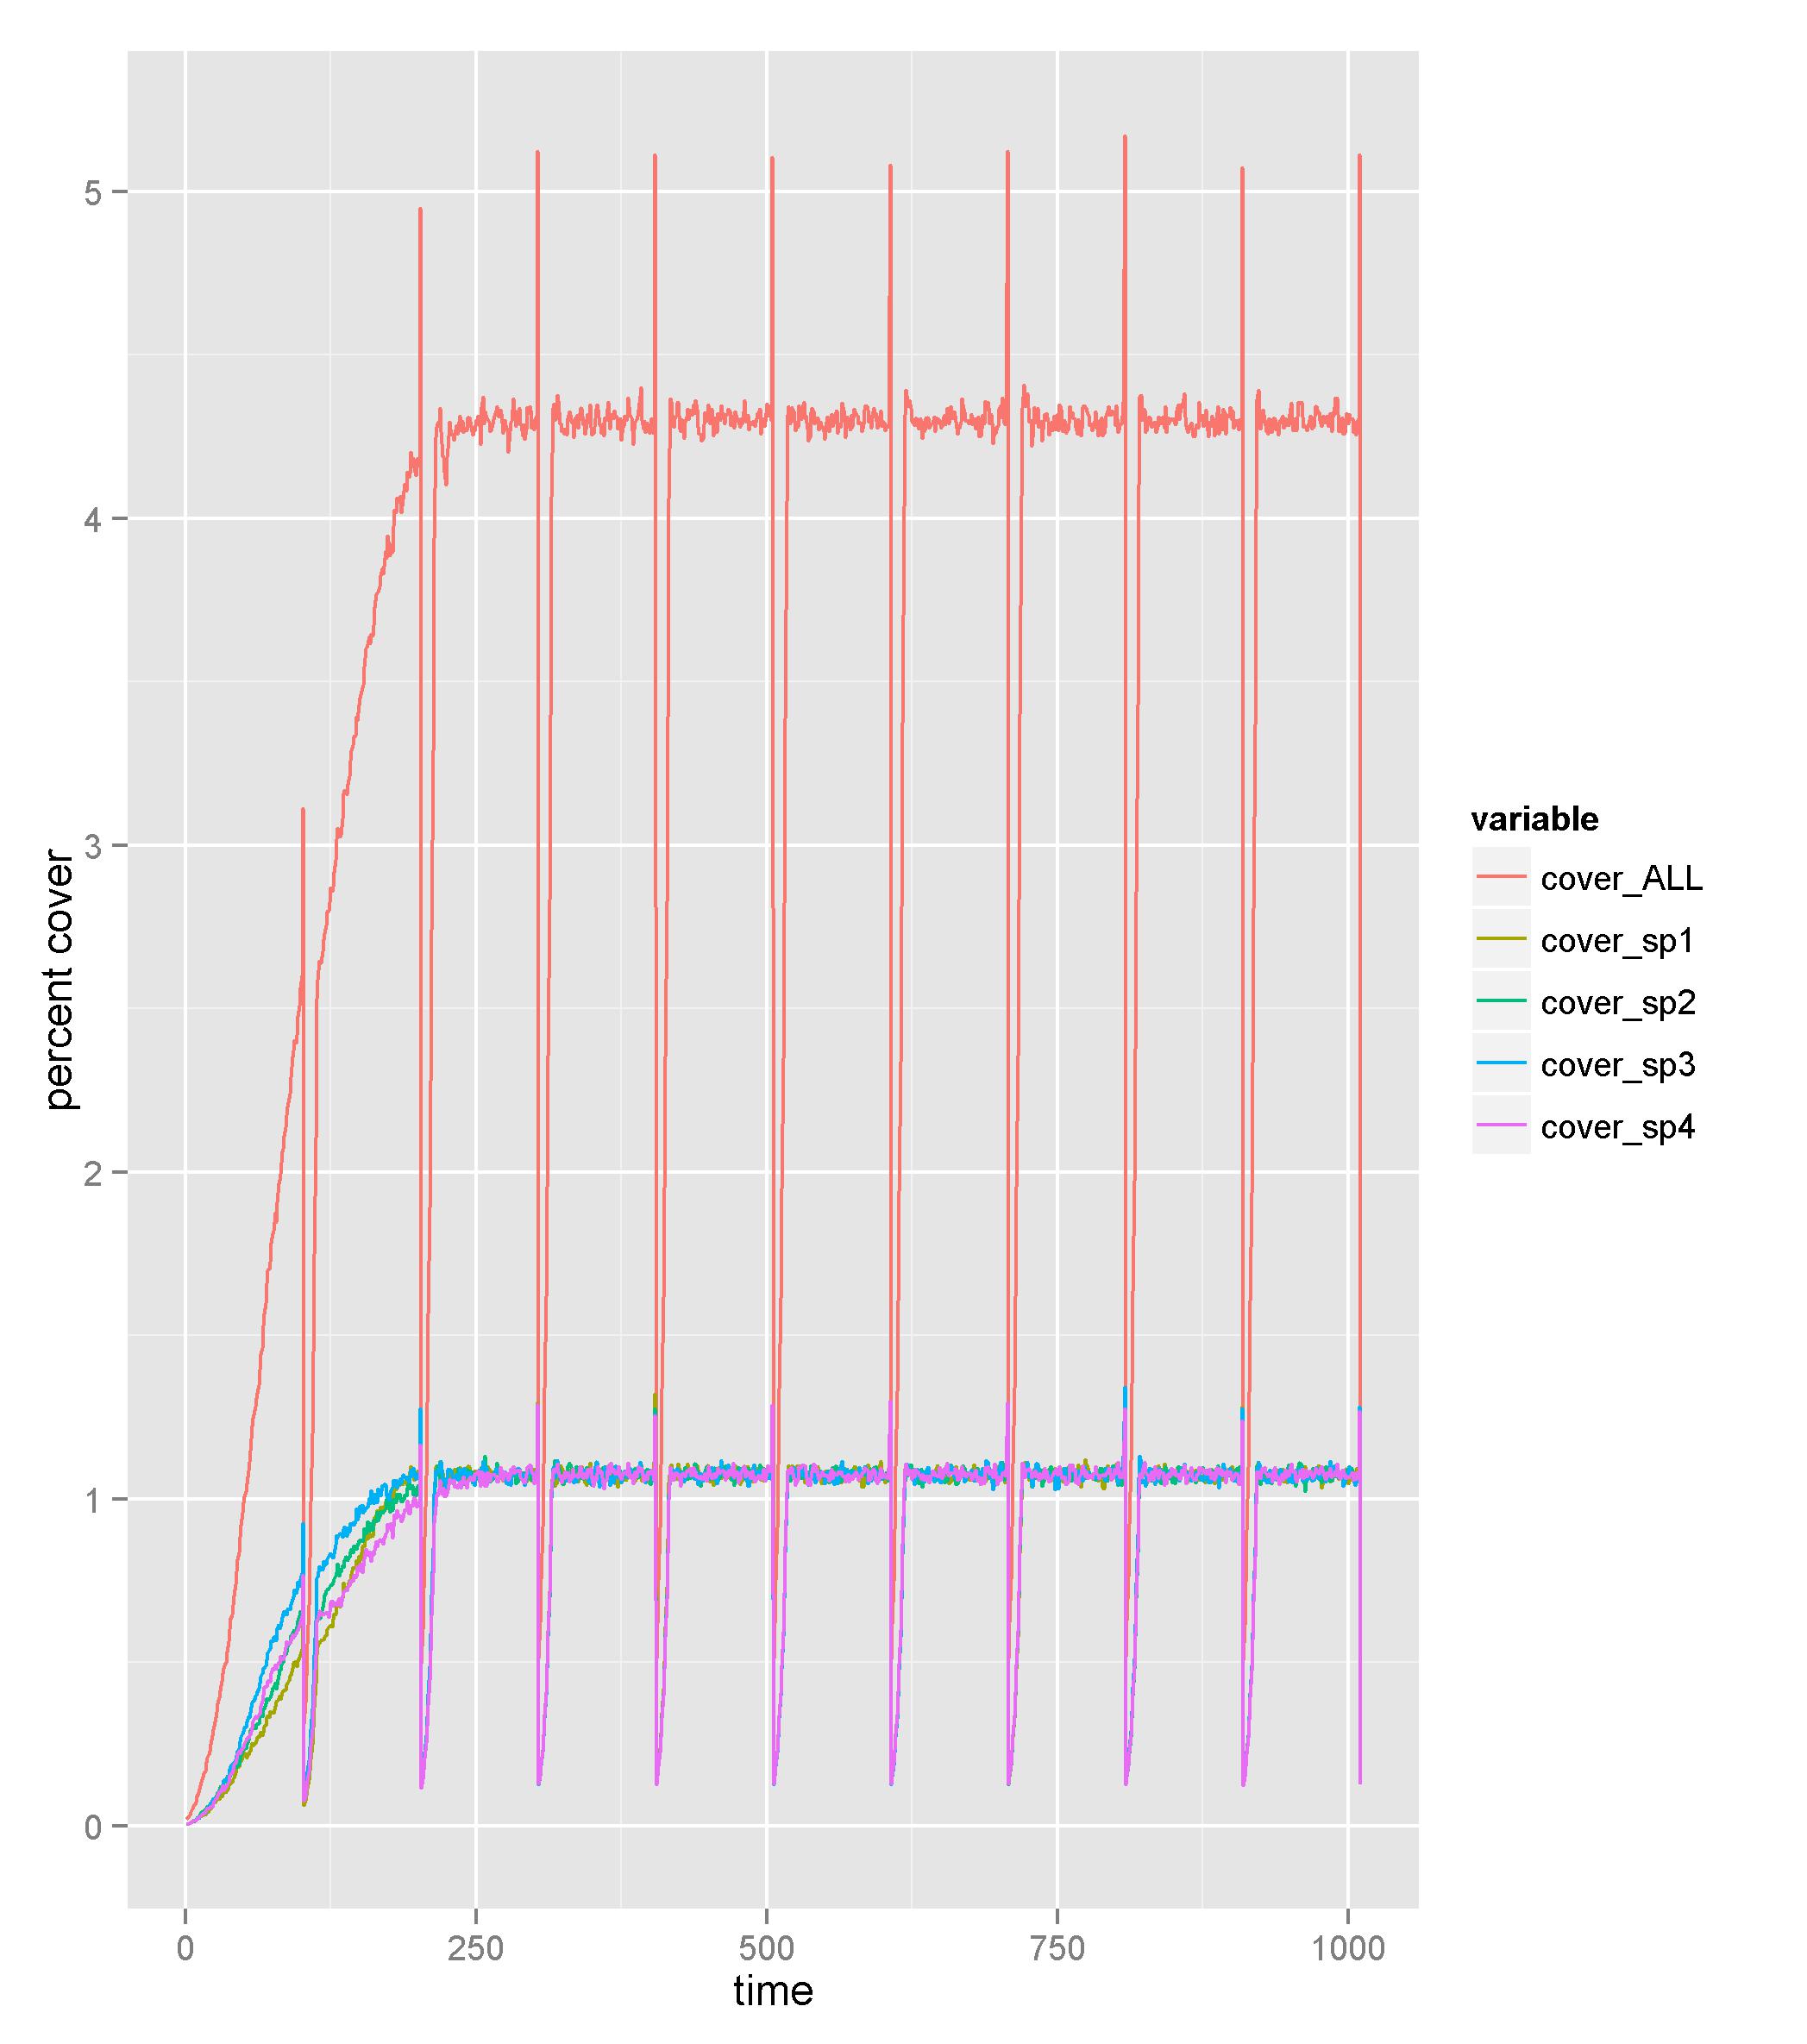 percent cover
5
4
3
2
1
0
0 250 500 750 1000
time
variable
cover_ALL
cover_sp1
cover_sp2
cover_sp3
cover_sp4